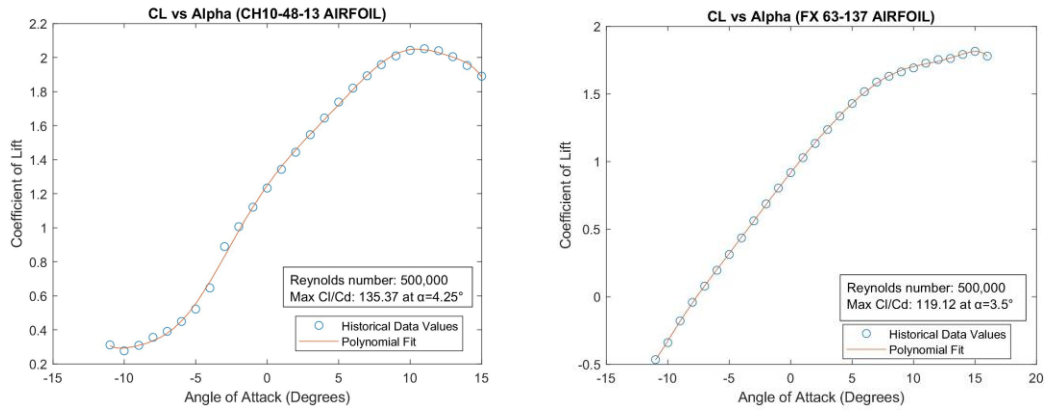 CL vs Alpha (CH10-48-13 AIRFOIL)
2.2
2
1.8
1.6
1.4
1.2
1
0.8
0.6
0.4
0.2
Coefficient of Lift
Reynolds number: 500,000
Max Cl/Cd: 135.37 at α=4.25°
Historical Data Values
Polynomial Fit
-15 -10 -5 0 5 10 15
Angle of Attack (Degrees)
CL vs Alpha (FX 63-137 AIRFOIL)
2
1.5
1
0.5
0
-0.5
Coefficient of Lift
Reynolds number: 500,000
Max Cl/Cd: 119.12 at α=3.5°
Historical Data Values
Polynomial Fit
-15 -10 -5 0 5 10 15 20
Angle of Attack (Degrees)